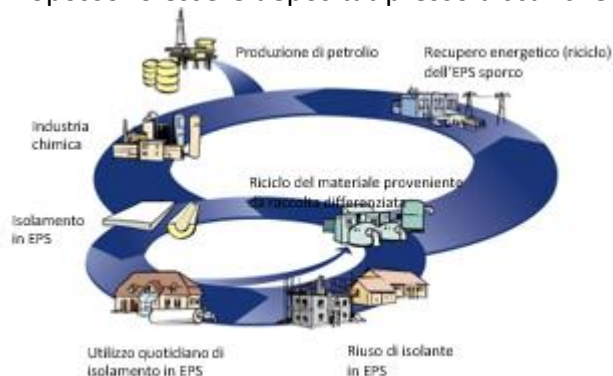 Produzione di petrolio
Recupero energetico (riciclo)
dell'EPS sporco
Industria
chimica
Riciclo del materiale proveniente
da raccolta differenziata
Isolamento
in EPS
Utilizzo quotidiano di
isolamento in EPS
Riuso di isolante
in EPS